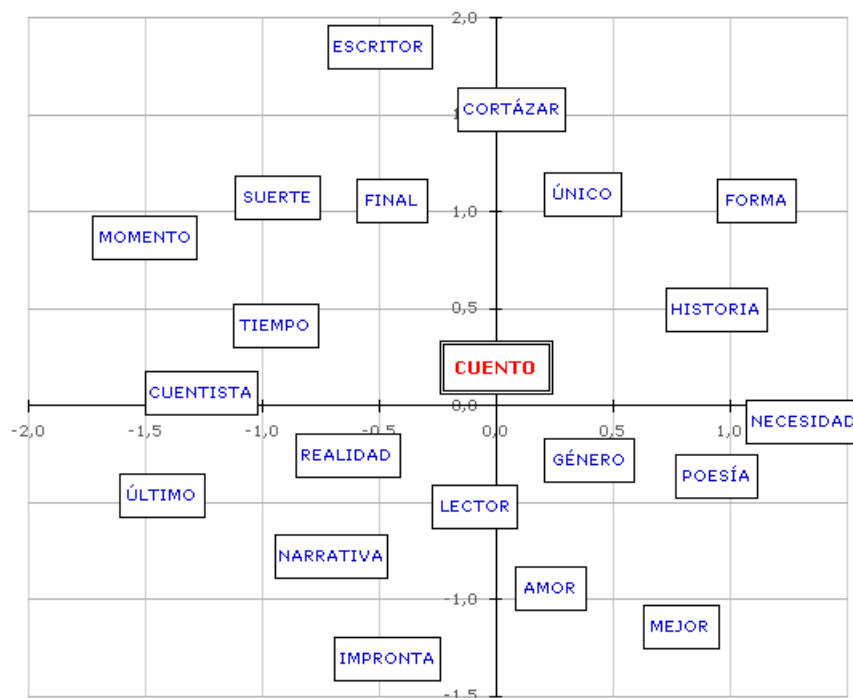 2,0
ESCRITOR
CORTÁZAR
SUERTE
FINAL
ÚNICO
FORMA
1,0
MOMENTO
HISTORIA
0,5
TIEMPO
CUENTO
CUENTISTA
0,0
-2,0
-1,5
-1,0
-0,5
0,0
0,5
1,0
NECESIDAD
REALIDAD
GÉNERO
POESÍA
ÚLTIMO
LECTOR
NARRATIVA
AMOR
-1,0
MEJOR
IMPRONTA
-1,5